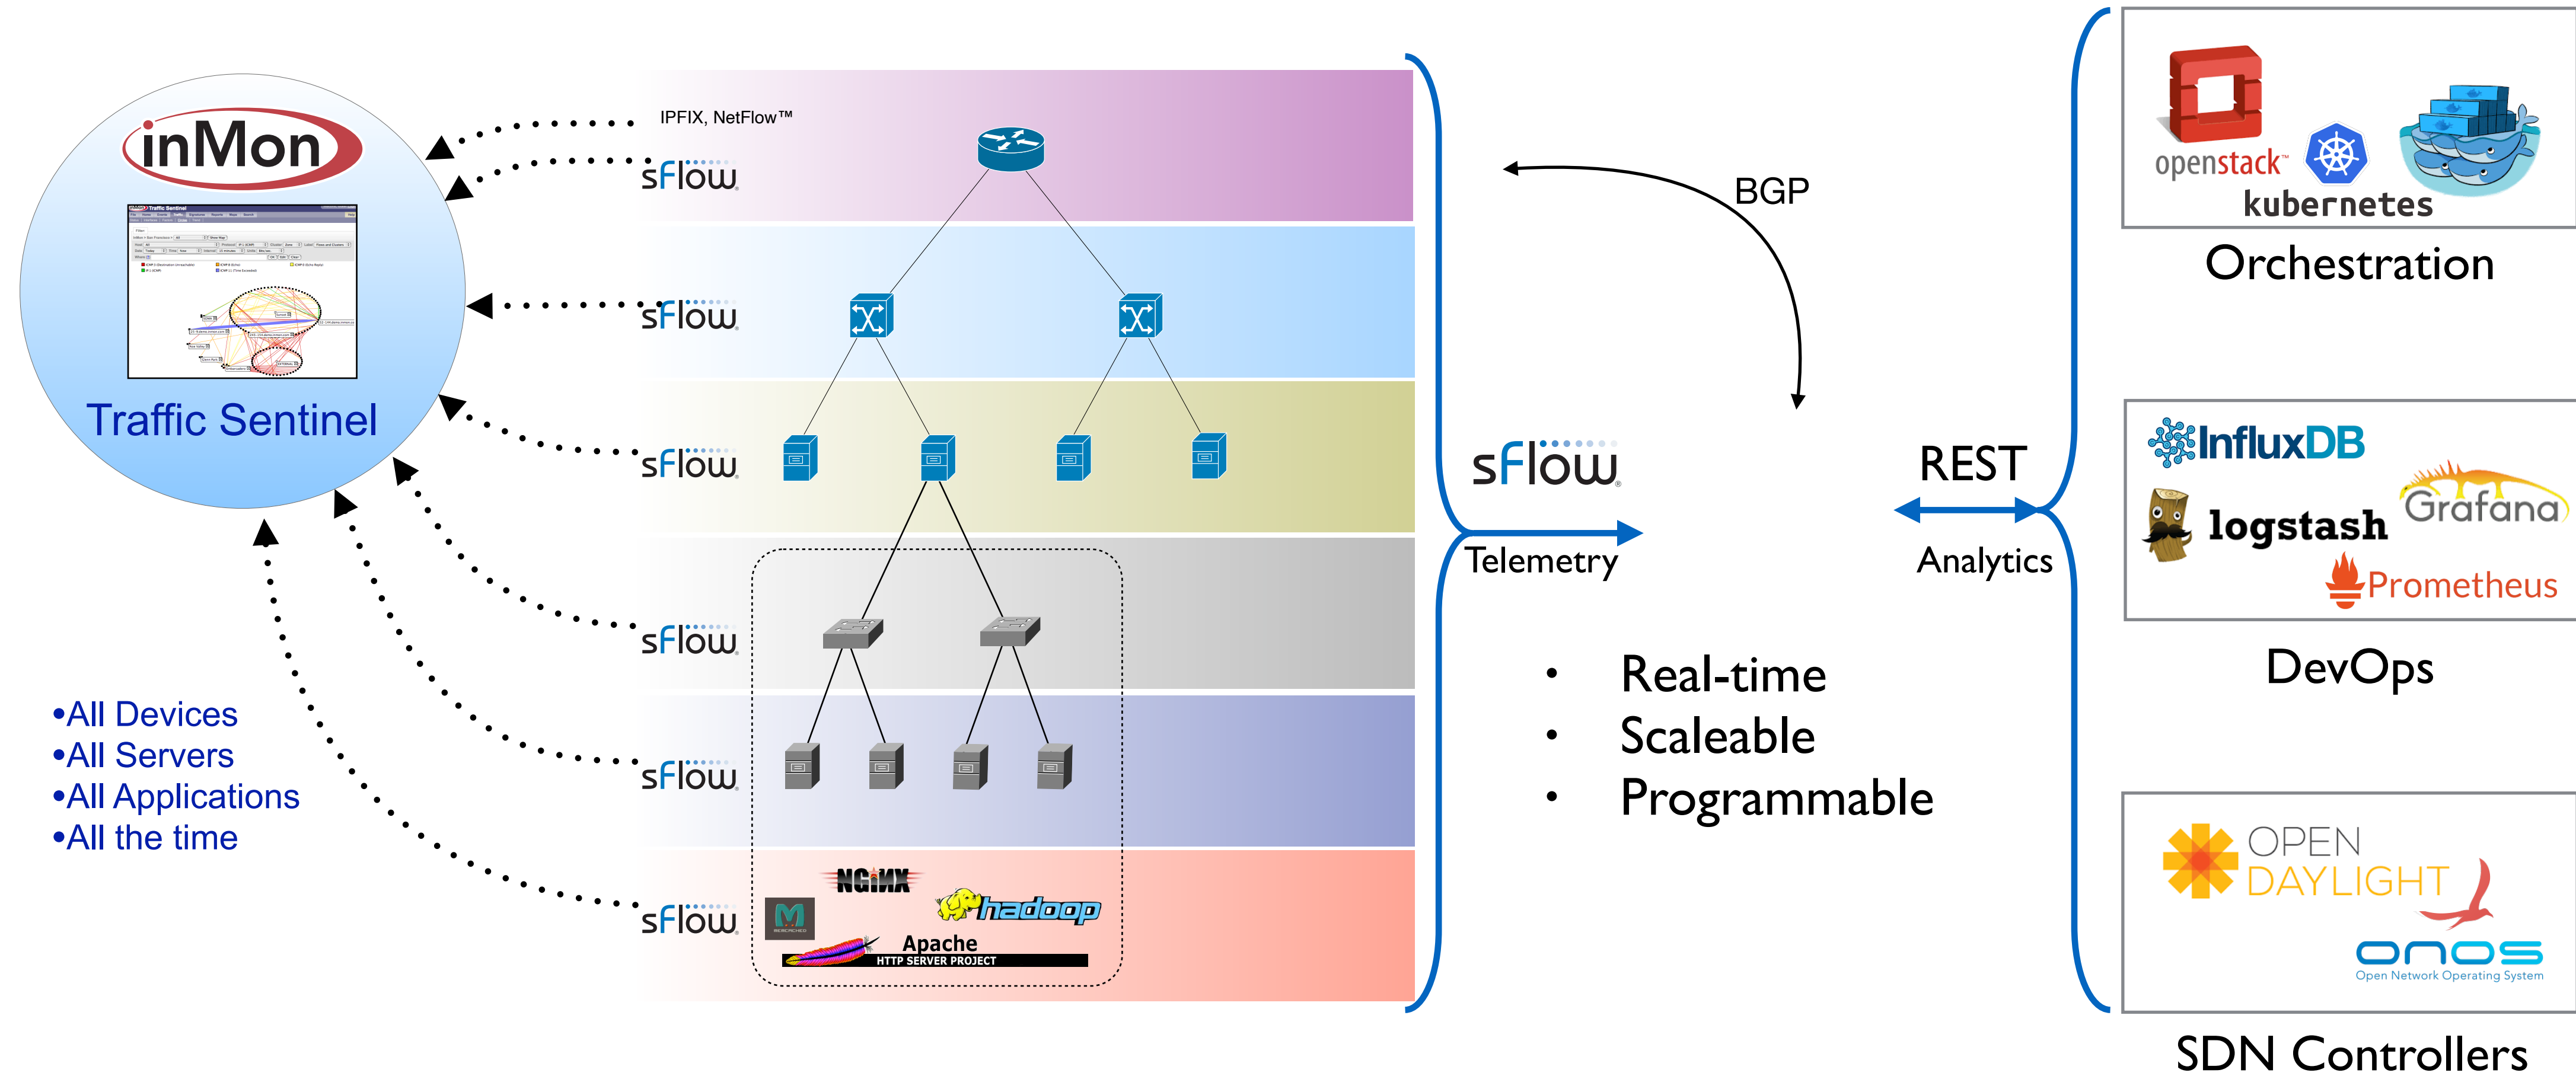 inMon
Traffic Sentinel
•All Devices
•All Servers
•All Applications
•All the time
IPFIX, NetFlow™
sFlow®
sFlow®
sFlow®
sFlow®
sFlow®
sFlow®
NGiNX
MEMCACHED
hadoop
Apache
HTTP SERVER PROJECT
BGP
sFlow®
Telemetry
REST
Analytics
• Real-time
• Scaleable
• Programmable
openstack™
kubernetes
Orchestration
InfluxDB
Grafana
logstash
Prometheus
DevOps
OPEN
DAYLIGHT
onos
Open Network Operating System
SDN Controllers